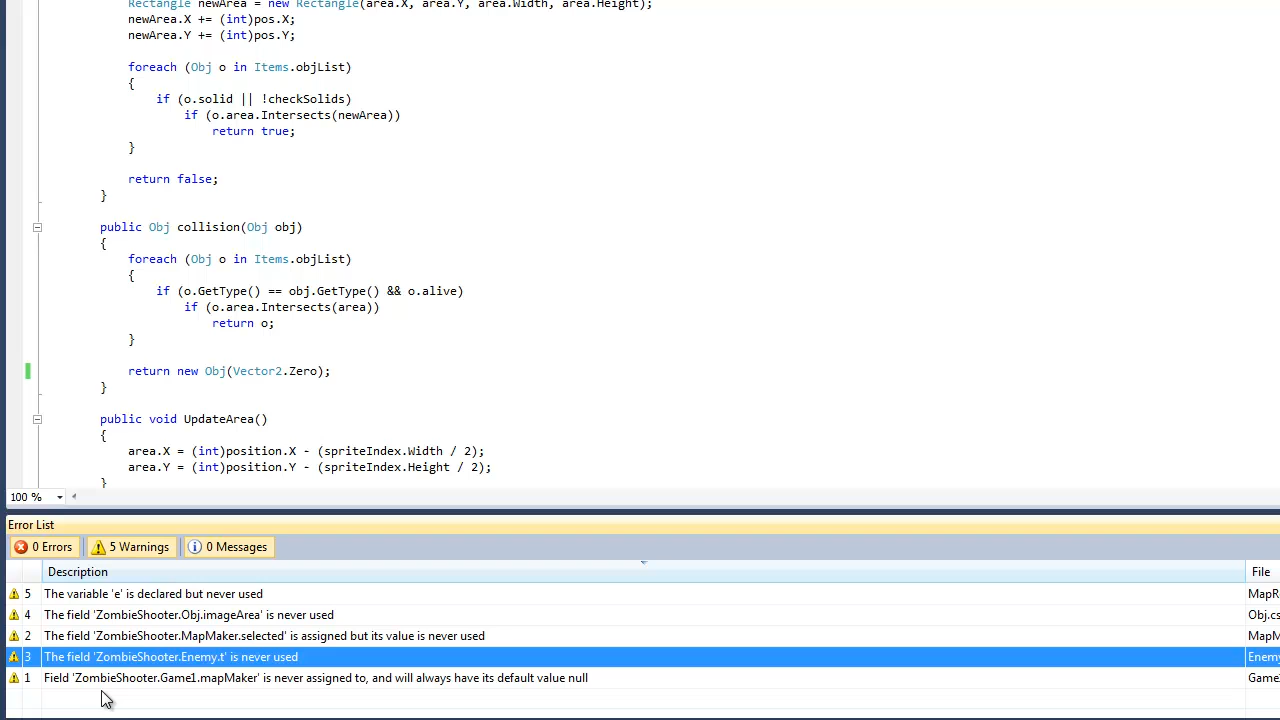 Rectangle newArea = new Rectangle(area.X, area.Y, area.Width, area.Height);
newArea.X += (int)pos.X;
newArea.Y += (int)pos.Y;
foreach (Obj o in Items.objList)
{
if (o.solid || !checkSolids)
if (o.area.Intersects(newArea))
return true;
}
return false;
}
public Obj collision(Obj obj)
{
foreach (Obj o in Items.objList)
{
if (o.GetType() == obj.GetType() && o.alive)
if (o.area.Intersects(area))
return o;
}
return new Obj(Vector2.Zero);
}
public void UpdateArea()
{
area.X = (int)position.X - (spriteIndex.Width / 2);
area.Y = (int)position.Y - (spriteIndex.Height / 2);
}
100 %
Error List
0 Errors 5 Warnings 0 Messages
Description File
5 The variable 'e' is declared but never used MapR
4 The field 'ZombieShooter.Obj.imageArea' is never used Obj.cs
2 The field 'ZombieShooter.MapMaker.selected' is assigned but its value is never used MapM
3 The field 'ZombieShooter.Enemy.t' is never used Enemy
1 Field 'ZombieShooter.Game1.mapMaker' is never assigned to, and will always have its default value null Game